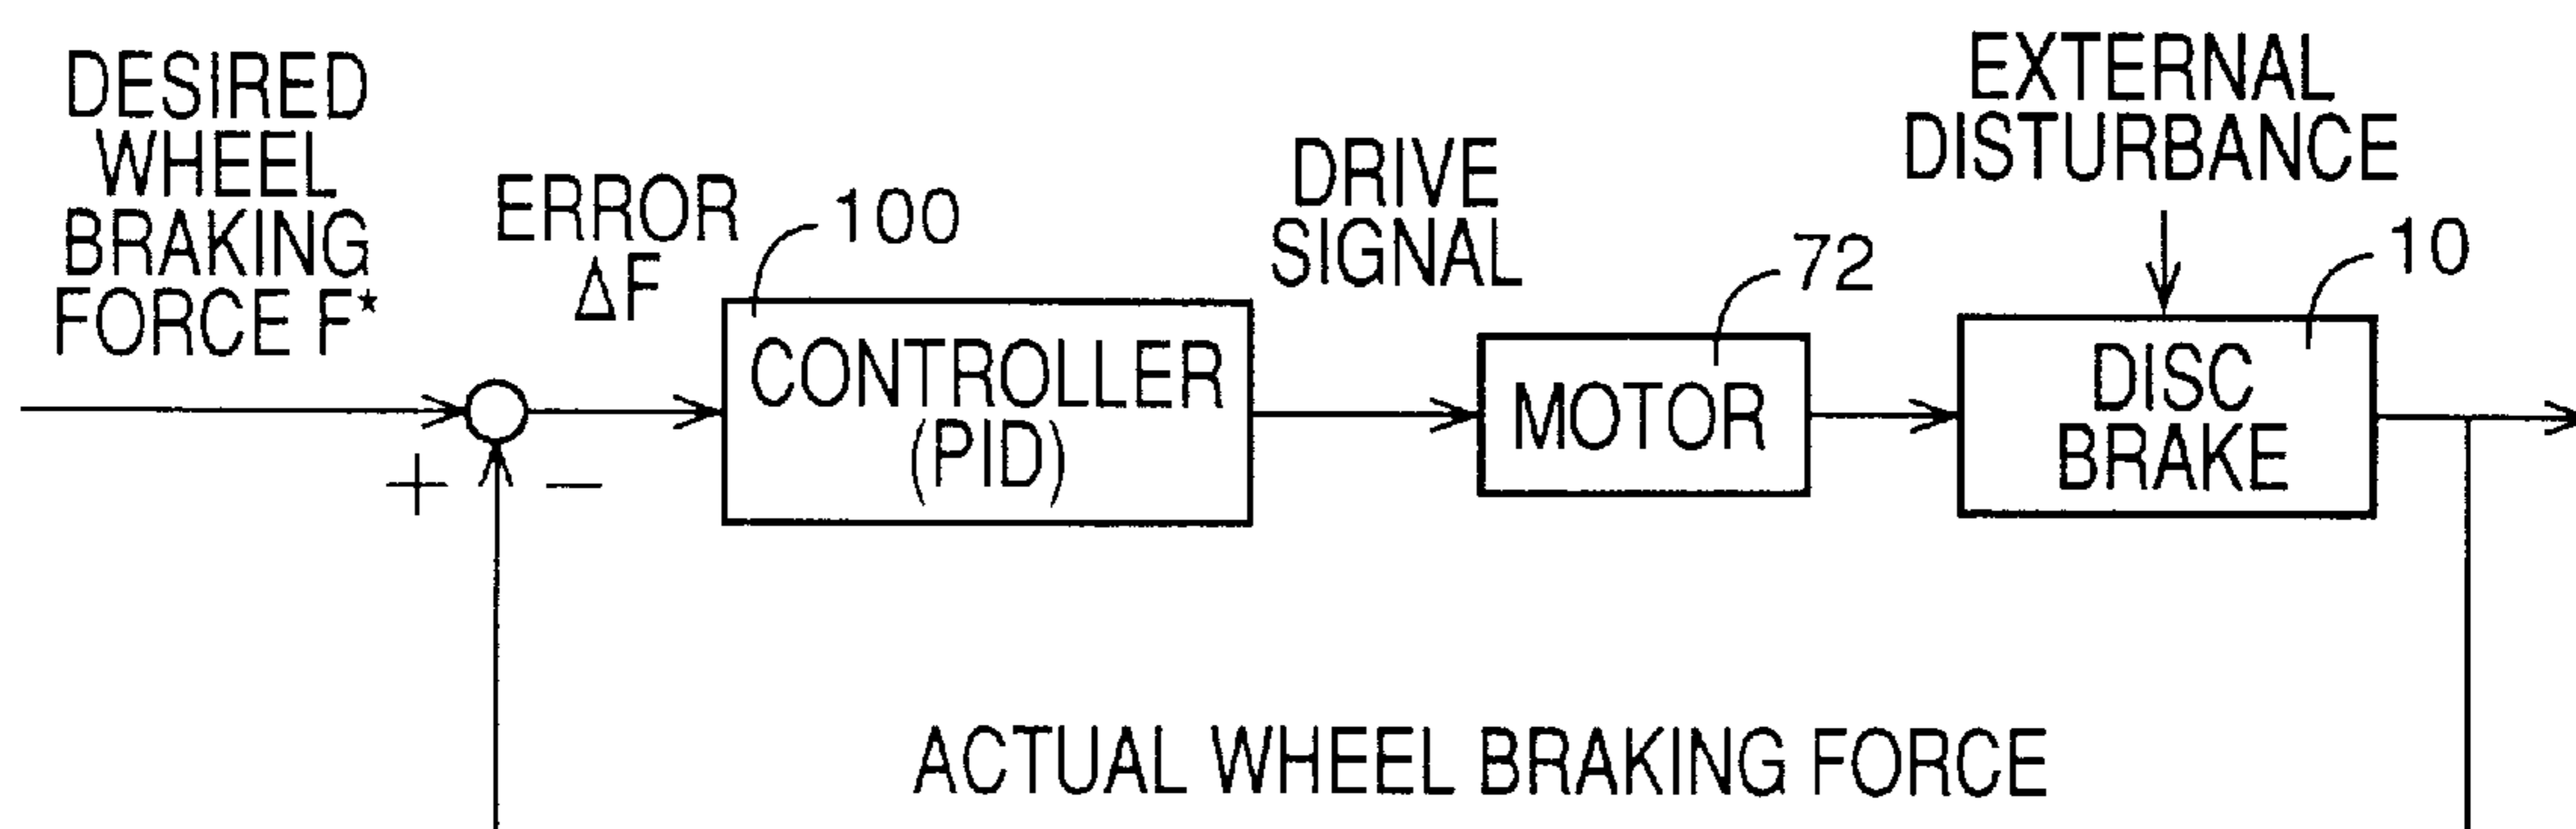 DESIRED
WHEEL
BRAKING
FORCE F*
ERROR
ΔF
100
DRIVE
SIGNAL
72
EXTERNAL
DISTURBANCE
10
+
−
CONTROLLER
(PID)
MOTOR
DISC
BRAKE
ACTUAL WHEEL BRAKING FORCE